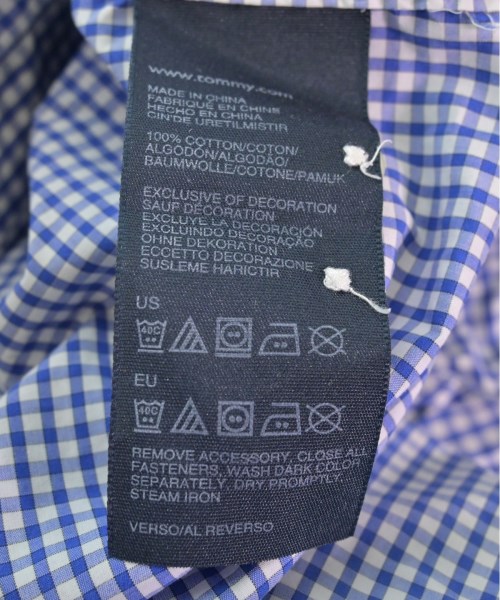 www.tommy.com
MADE IN CHINA
FABRIQUE EN CHINE
HECHO EN CHINA
CIN'DE URETILMISTIR
100% COTTON/COTON/
ALGODON/ALGODÃO/
BAUMWOLLE/COTONE/PAMUK
EXCLUSIVE OF DECORATION
SAUF DECORATION
EXCLUYE LA DECORACIÓN
EXCLUINDO DECORAÇÃO
OHNE DEKORATION
ECCETTO DECORAZIONE
SUSLEME HARICTIR
US
40C
EU
40C
REMOVE ACCESSORY, CLOSE ALL
FASTENERS, WASH DARK COLOR
SEPARATELY, DRY PROMPTLY,
STEAM IRON
VERSO/AL REVERSO